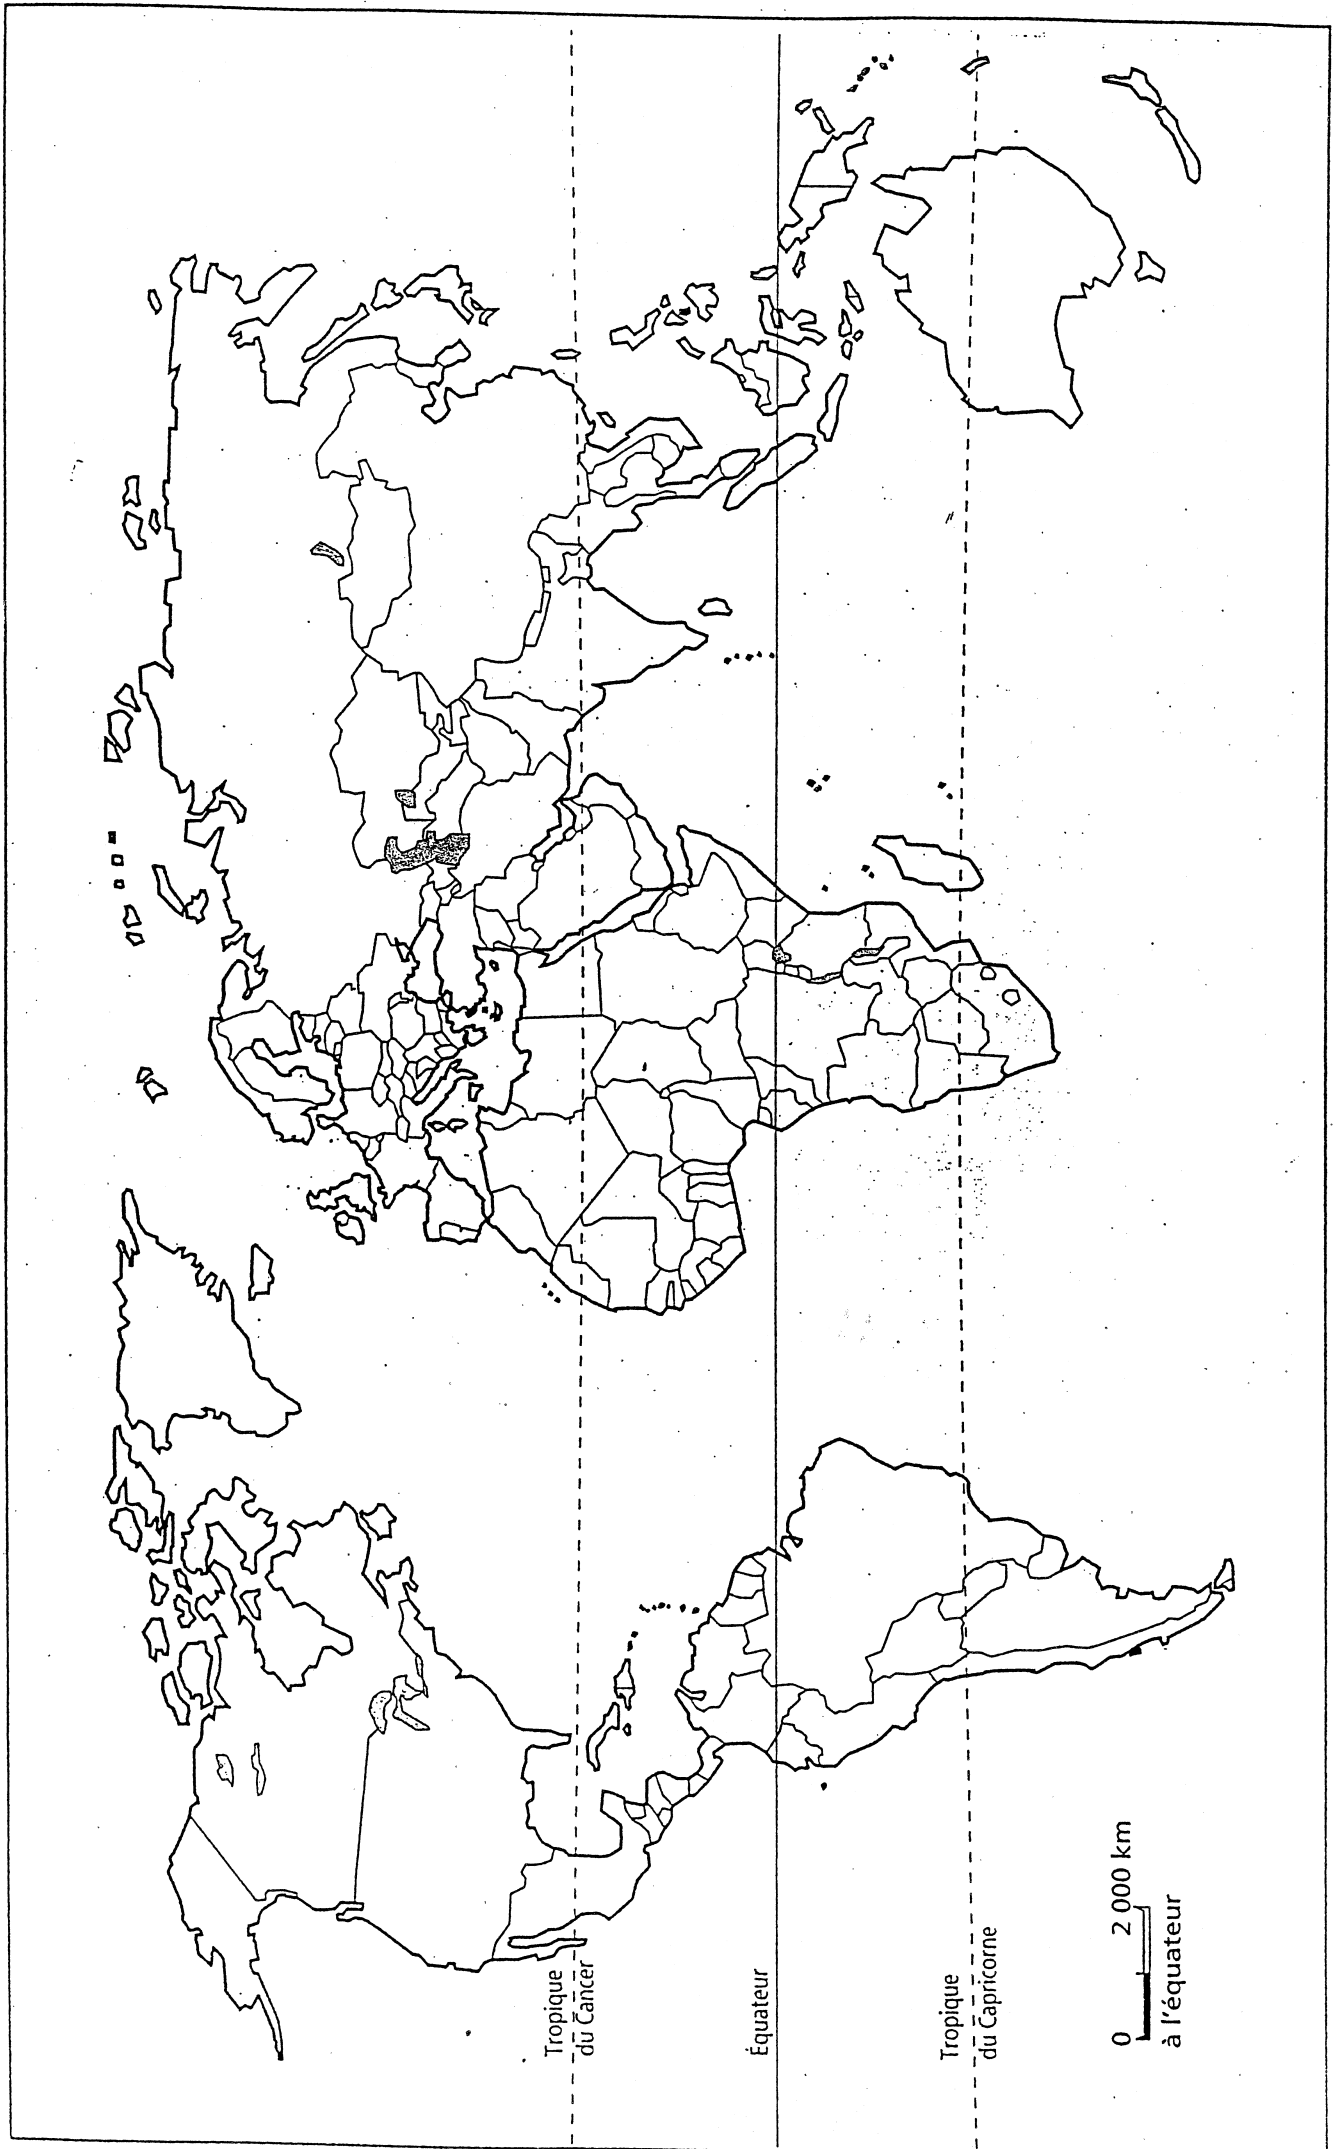 Tropique
du Cancer
Équateur
Tropique
du Capricorne
0 2 000 km
à l'équateur